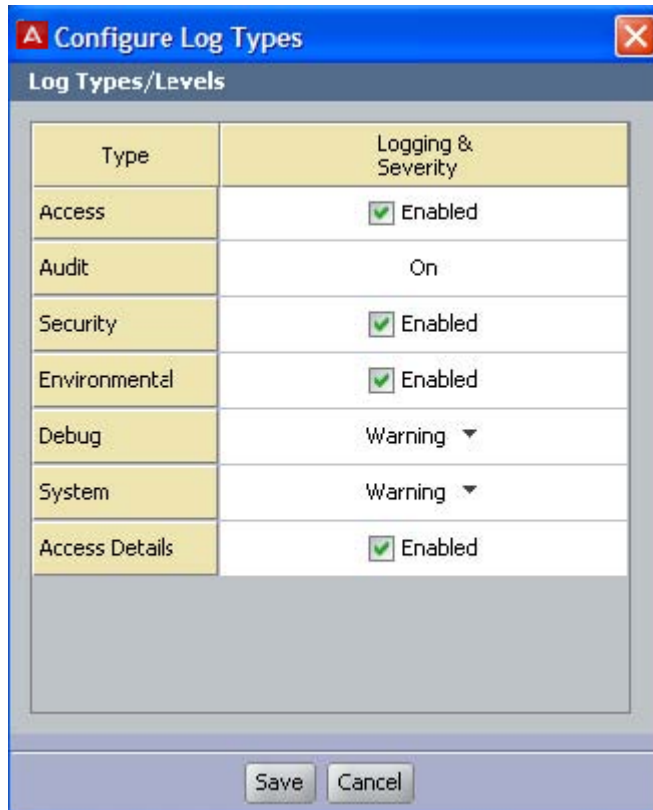 A Configure Log Types
Log Types/Levels
Type
Logging &
Severity
Access
Enabled
Audit
On
Security
Enabled
Environmental
Enabled
Debug
Warning
System
Warning
Access Details
Enabled
Save
Cancel